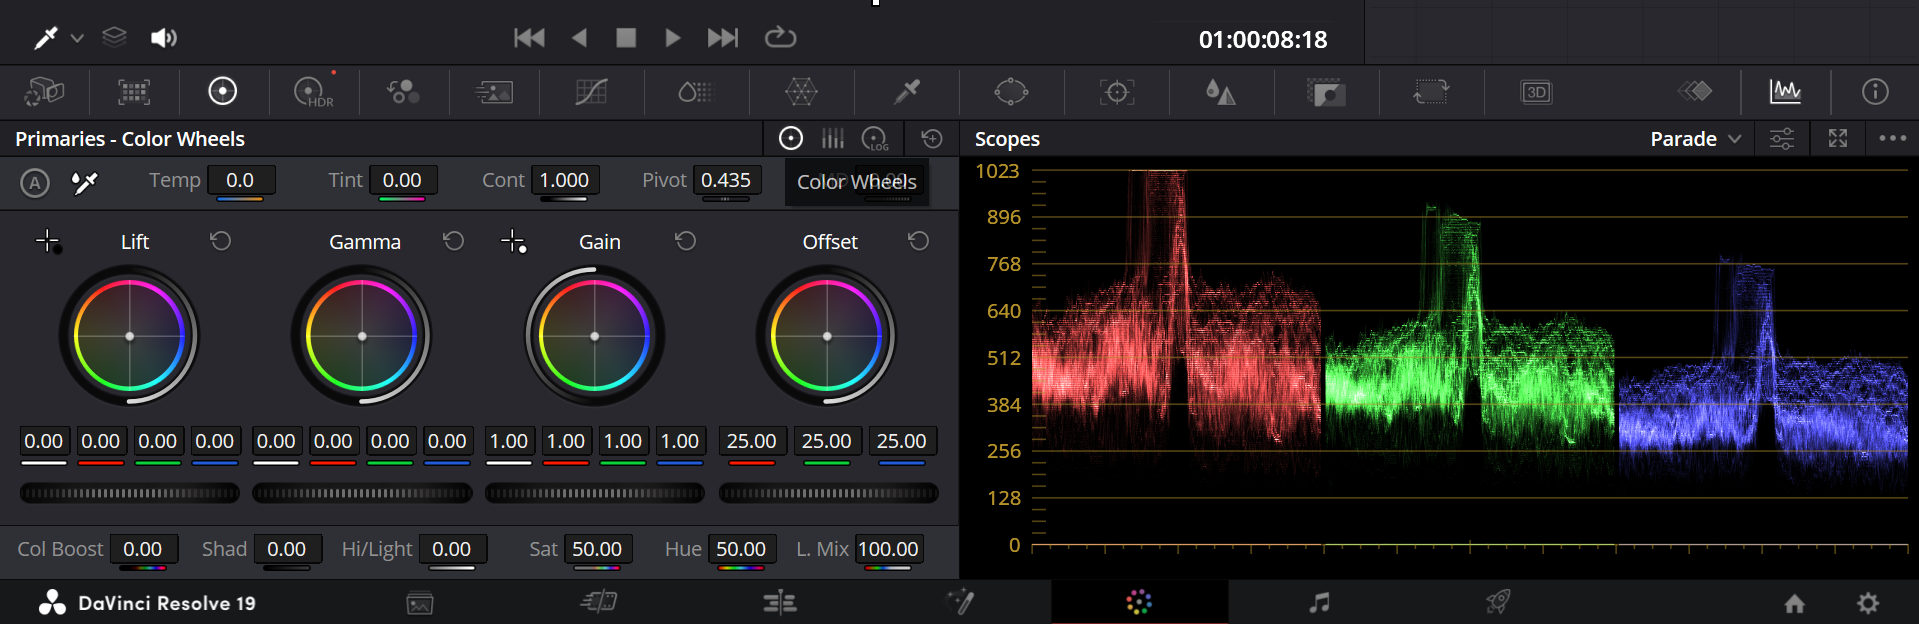 01:00:08:18
HDR
3D
Primaries - Color Wheels
LOG
Scopes
Parade
A
Temp 0.0 Tint 0.00 Cont 1.000 Pivot 0.435
Color Wheels
Lift Gamma Gain Offset
0.00 0.00 0.00 0.00 0.00 0.00 0.00 0.00 1.00 1.00 1.00 1.00 25.00 25.00 25.00
Col Boost 0.00 Shad 0.00 Hi/Light 0.00 Sat 50.00 Hue 50.00 L. Mix 100.00
1023
896
768
640
512
384
256
128
0
DaVinci Resolve 19